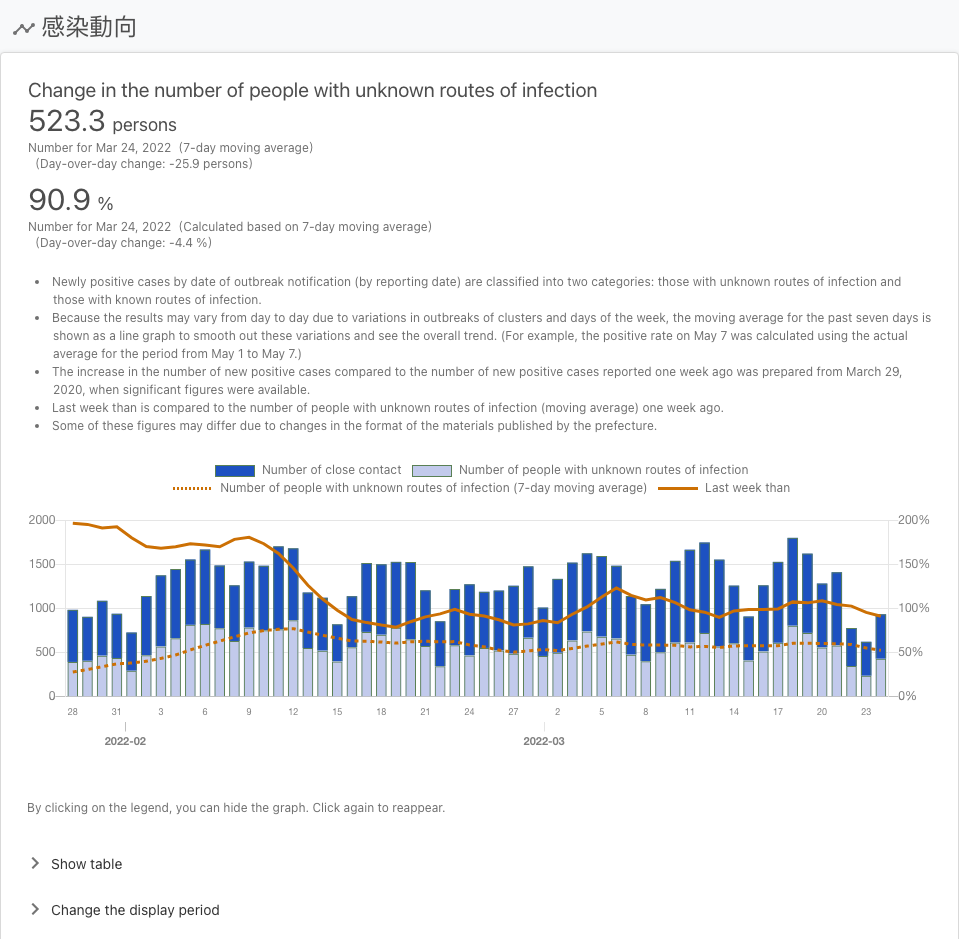 感染動向
Change in the number of people with unknown routes of infection
523.3 persons
Number for Mar 24, 2022 (7-day moving average)
(Day-over-day change: -25.9 persons)
90.9 %
Number for Mar 24, 2022 (Calculated based on 7-day moving average)
(Day-over-day change: -4.4 %)
• Newly positive cases by date of outbreak notification (by reporting date) are classified into two categories: those with unknown routes of infection and
those with known routes of infection.
• Because the results may vary from day to day due to variations in outbreaks of clusters and days of the week, the moving average for the past seven days is
shown as a line graph to smooth out these variations and see the overall trend. (For example, the positive rate on May 7 was calculated using the actual
average for the period from May 1 to May 7.)
• The increase in the number of new positive cases compared to the number of new positive cases reported one week ago was prepared from March 29,
2020, when significant figures were available.
• Last week than is compared to the number of people with unknown routes of infection (moving average) one week ago.
• Some of these figures may differ due to changes in the format of the materials published by the prefecture.
Number of close contact Number of people with unknown routes of infection
Number of people with unknown routes of infection (7-day moving average) Last week than
2000 200%
1500 150%
1000 100%
500 50%
0 0%
28 31 3 6 9 12 15 18 21 24 27 2 5 8 11 14 17 20 23
2022-02 2022-03
By clicking on the legend, you can hide the graph. Click again to reappear.
Show table
Change the display period